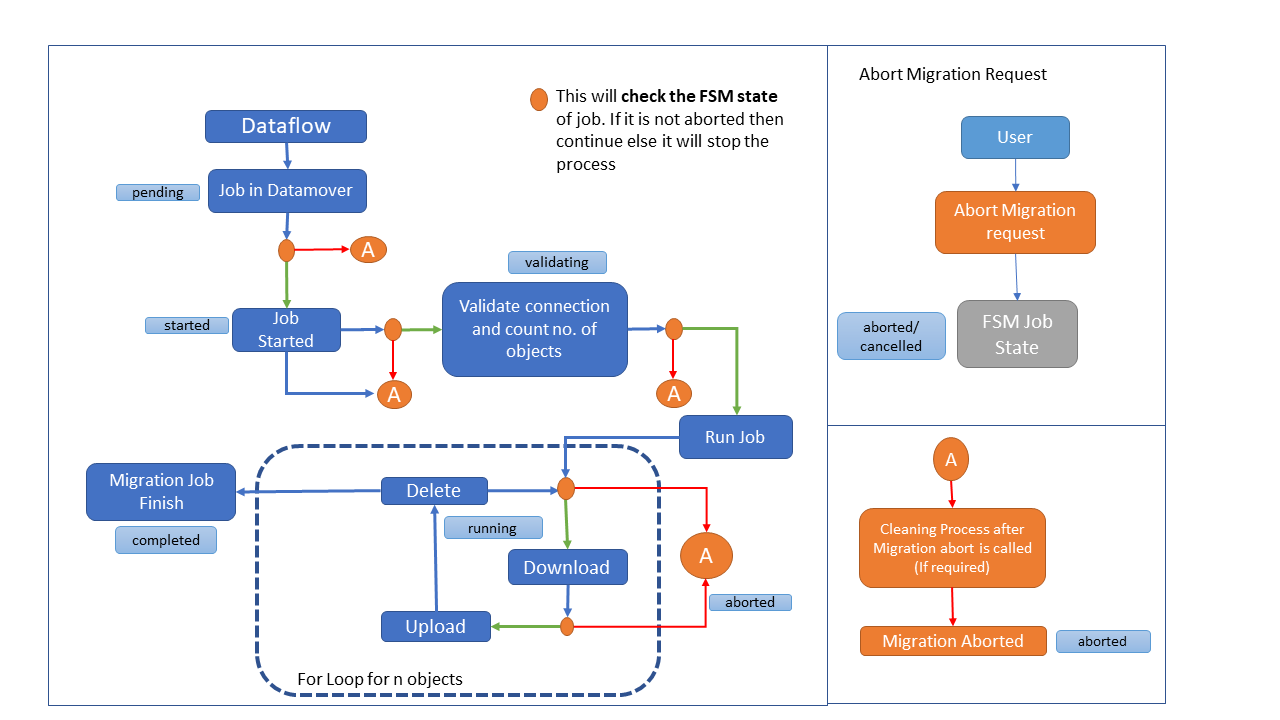 This will check the FSM state
of job. If it is not aborted then
continue else it will stop the
process
Dataflow
pending
Job in Datamover
A
validating
started
Job
Started
Validate connection
and count no. of
objects
A
A
Run Job
Migration Job
Finish
completed
Delete
running
Download
A
aborted
Upload
For Loop for n objects
Abort Migration Request
User
Abort Migration
request
aborted/
cancelled
FSM Job
State
A
Cleaning Process after
Migration abort is called
(If required)
Migration Aborted
aborted